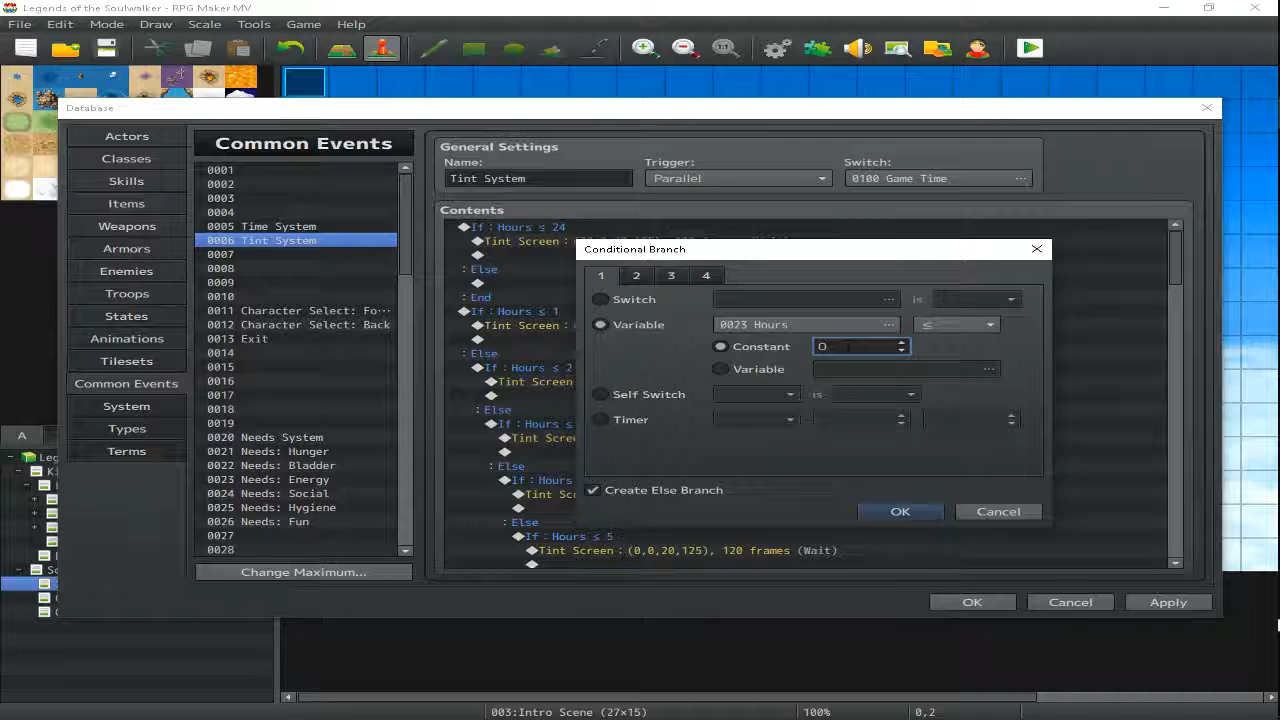 Legends of the Soulwalker - RPG Maker MV
File Edit Mode Draw Scale Tools Game Help
Database
Actors
Classes
Skills
Items
Weapons
Armors
Enemies
Troops
States
Animations
Tilesets
Common Events
System
Types
Terms
Common Events
0001
0002
0003
0004
0005 Time System
0006 Tint System
0007
0008
0009
0010
0011 Character Select: Fo···
0012 Character Select: Back
0013 Exit
0014
0015
0016
0017
0018
0019
0020 Needs System
0021 Needs: Hunger
0022 Needs: Bladder
0023 Needs: Energy
0024 Needs: Social
0025 Needs: Hygiene
0026 Needs: Fun
0027
0028
Change Maximum...
General Settings
Name: Trigger: Switch:
Tint System Parallel 0100 Game Time ...
Contents
◆If：Hours ≤ 24
◆Tint Screen：
◆
：Else
◆
：End
◆If：Hours ≤ 1
◆Tint Screen
：Else
◆If：Hours ≤ 2
◆Tint Screen
◆
：Else
◆If：Hours
◆Tint Scre
◆
：Else
◆If：Hours
◆Tint Scr
◆
：Else
◆If：Hours ≤ 5
◆Tint Screen：(0,0,20,125), 120 frames (Wait)
◆
Conditional Branch
1 2 3 4
Switch ... is
Variable 0023 Hours ... ≤
Constant 0
Variable ...
Self Switch is
Timer
Create Else Branch
OK Cancel
OK Cancel Apply
A
Leg
Ki
003:Intro Scene (27×15) 100% 0,2